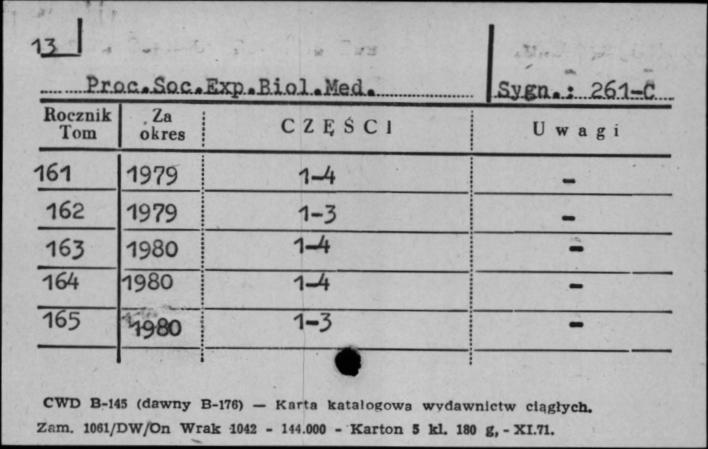 13
Proc.Soc.Exp.Biol.Med. Sygn.: 261-C
Rocznik Tom Za okres CZĘŚCI Uwagi
161 1979 1-4 -
162 1979 1-3 -
163 1980 1-4 -
164 1980 1-4 -
165 1980 1-3 -
CWD B-145 (dawny B-176) — Karta katalogowa wydawnictw ciągłych.
Zam. 1061/DW/On Wrak 1042 - 144.000 - Karton 5 kl. 180 g, - XI.71.